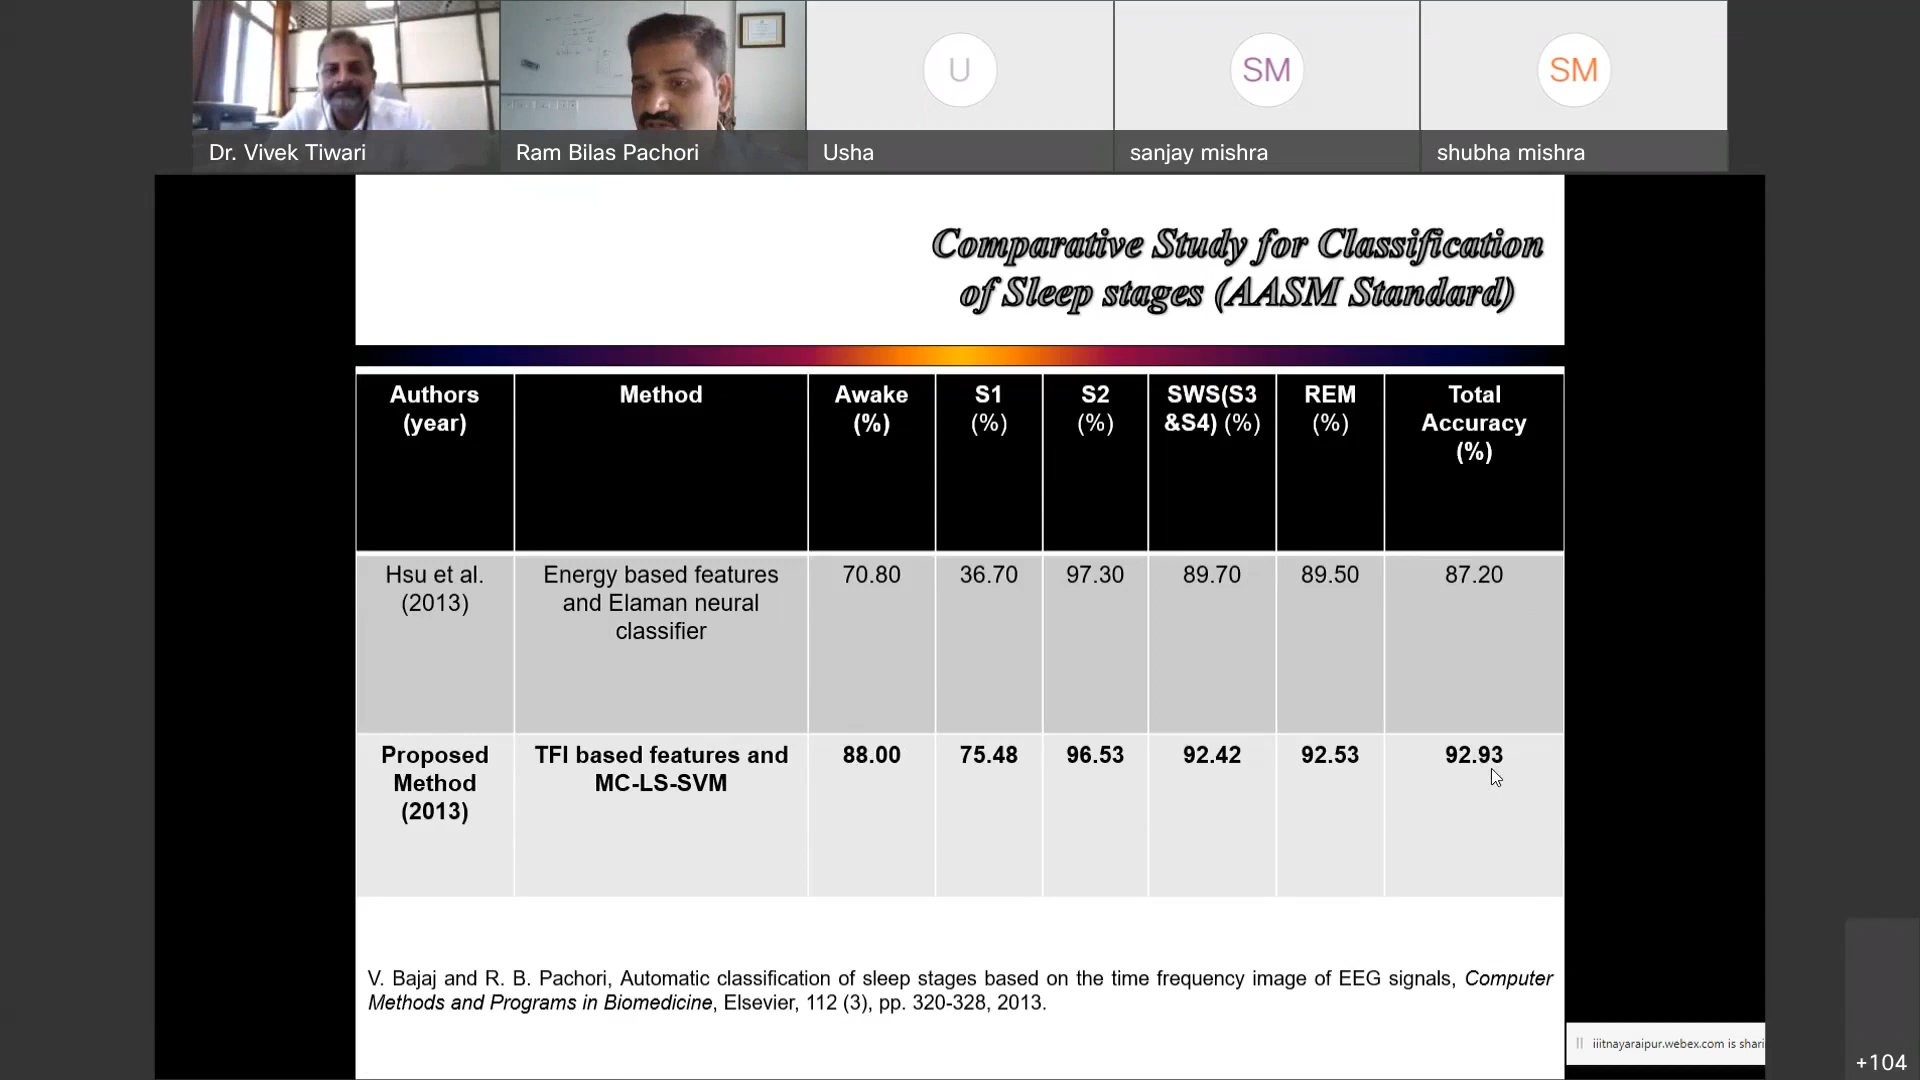 U
SM
SM
Dr. Vivek Tiwari
Ram Bilas Pachori
Usha
sanjay mishra
shubha mishra
Comparative Study for Classification
of Sleep stages (AASM Standard)
Authors
(year)
Method
Awake
(%)
S1
(%)
S2
(%)
SWS(S3
&S4) (%)
REM
(%)
Total
Accuracy
(%)
Hsu et al.
(2013)
Energy based features
and Elaman neural
classifier
70.80
36.70
97.30
89.70
89.50
87.20
Proposed
Method
(2013)
TFI based features and
MC-LS-SVM
88.00
75.48
96.53
92.42
92.53
92.93
V. Bajaj and R. B. Pachori, Automatic classification of sleep stages based on the time frequency image of EEG signals, Computer
Methods and Programs in Biomedicine, Elsevier, 112 (3), pp. 320-328, 2013.
iiitnayaraipur.webex.com is shari
+104